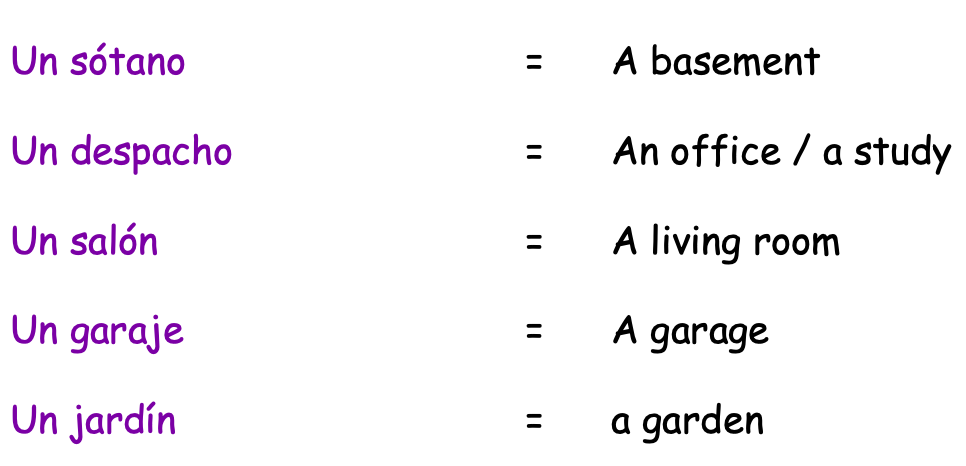 Un sótano = A basement
Un despacho = An office / a study
Un salón = A living room
Un garaje = A garage
Un jardín = a garden